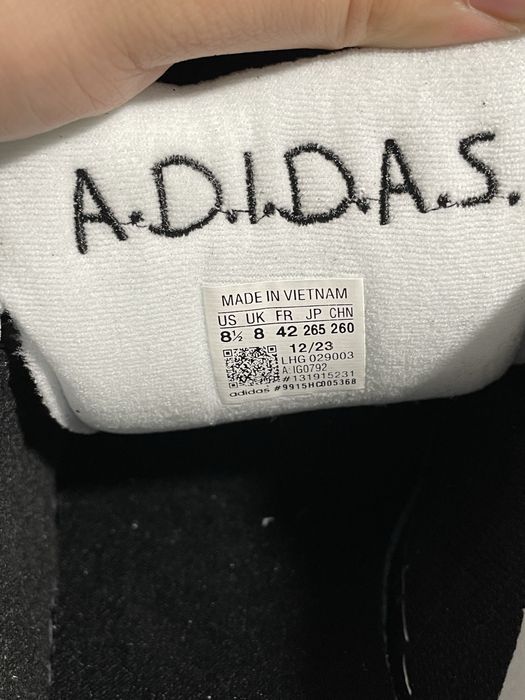 A.D.I.D.A.S.
MADE IN VIETNAM
US UK FR JP CHN
8½ 8 42 265 260
12/23
LHG 029003
A:IG0792
#131915231
adidas #9915HC005368